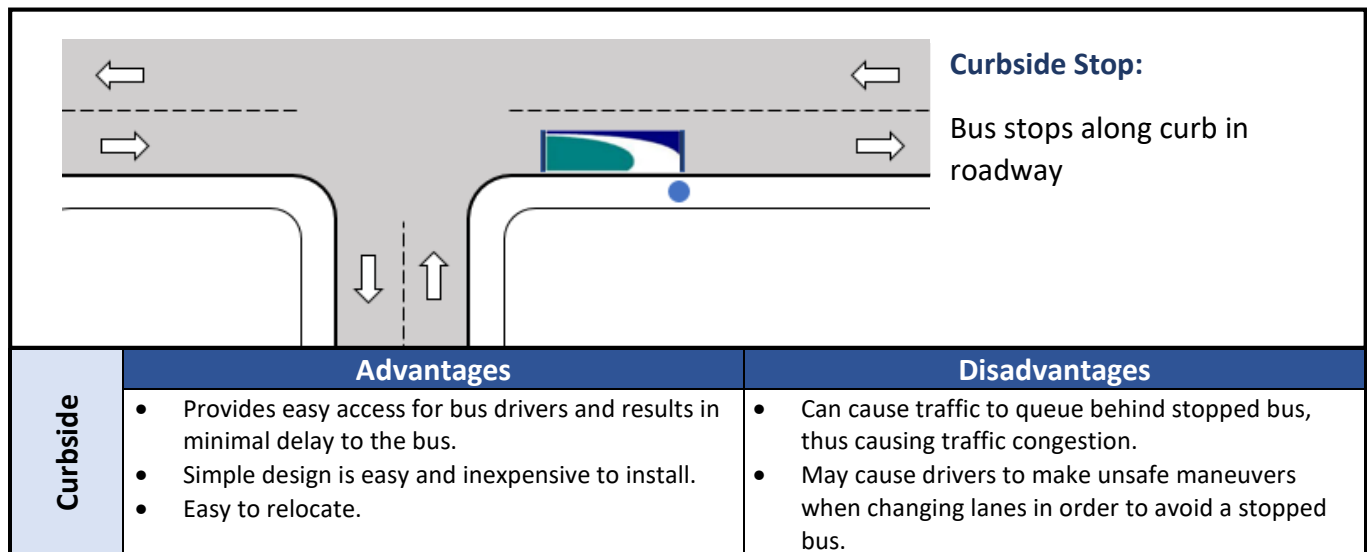 Curbside Stop:
Bus stops along curb in
roadway
Curbside
Advantages
• Provides easy access for bus drivers and results in
minimal delay to the bus.
• Simple design is easy and inexpensive to install.
• Easy to relocate.
Disadvantages
• Can cause traffic to queue behind stopped bus,
thus causing traffic congestion.
• May cause drivers to make unsafe maneuvers
when changing lanes in order to avoid a stopped
bus.